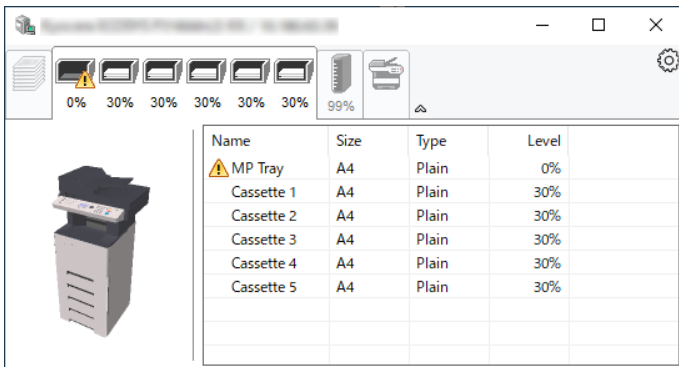 0% 30% 30% 30% 30% 30% 99%
Name Size Type Level
MP Tray A4 Plain 0%
Cassette 1 A4 Plain 30%
Cassette 2 A4 Plain 30%
Cassette 3 A4 Plain 30%
Cassette 4 A4 Plain 30%
Cassette 5 A4 Plain 30%